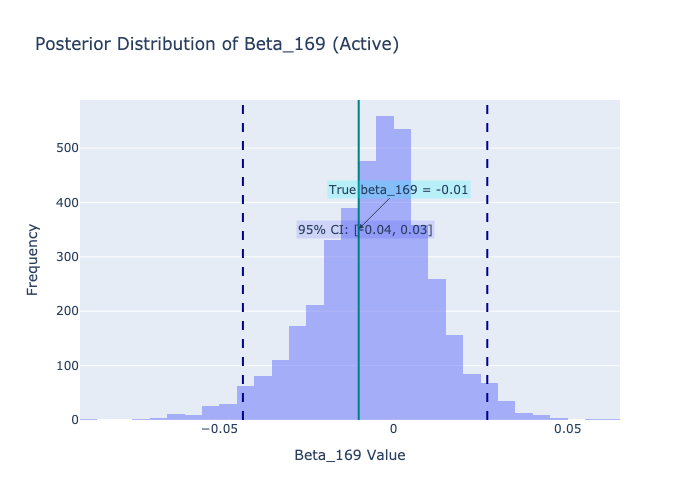 Posterior Distribution of Beta_169 (Active)
500
400
300
200
100
0
Frequency
True beta_169 = -0.01
95% CI: [-0.04, 0.03]
−0.05
0
0.05
Beta_169 Value